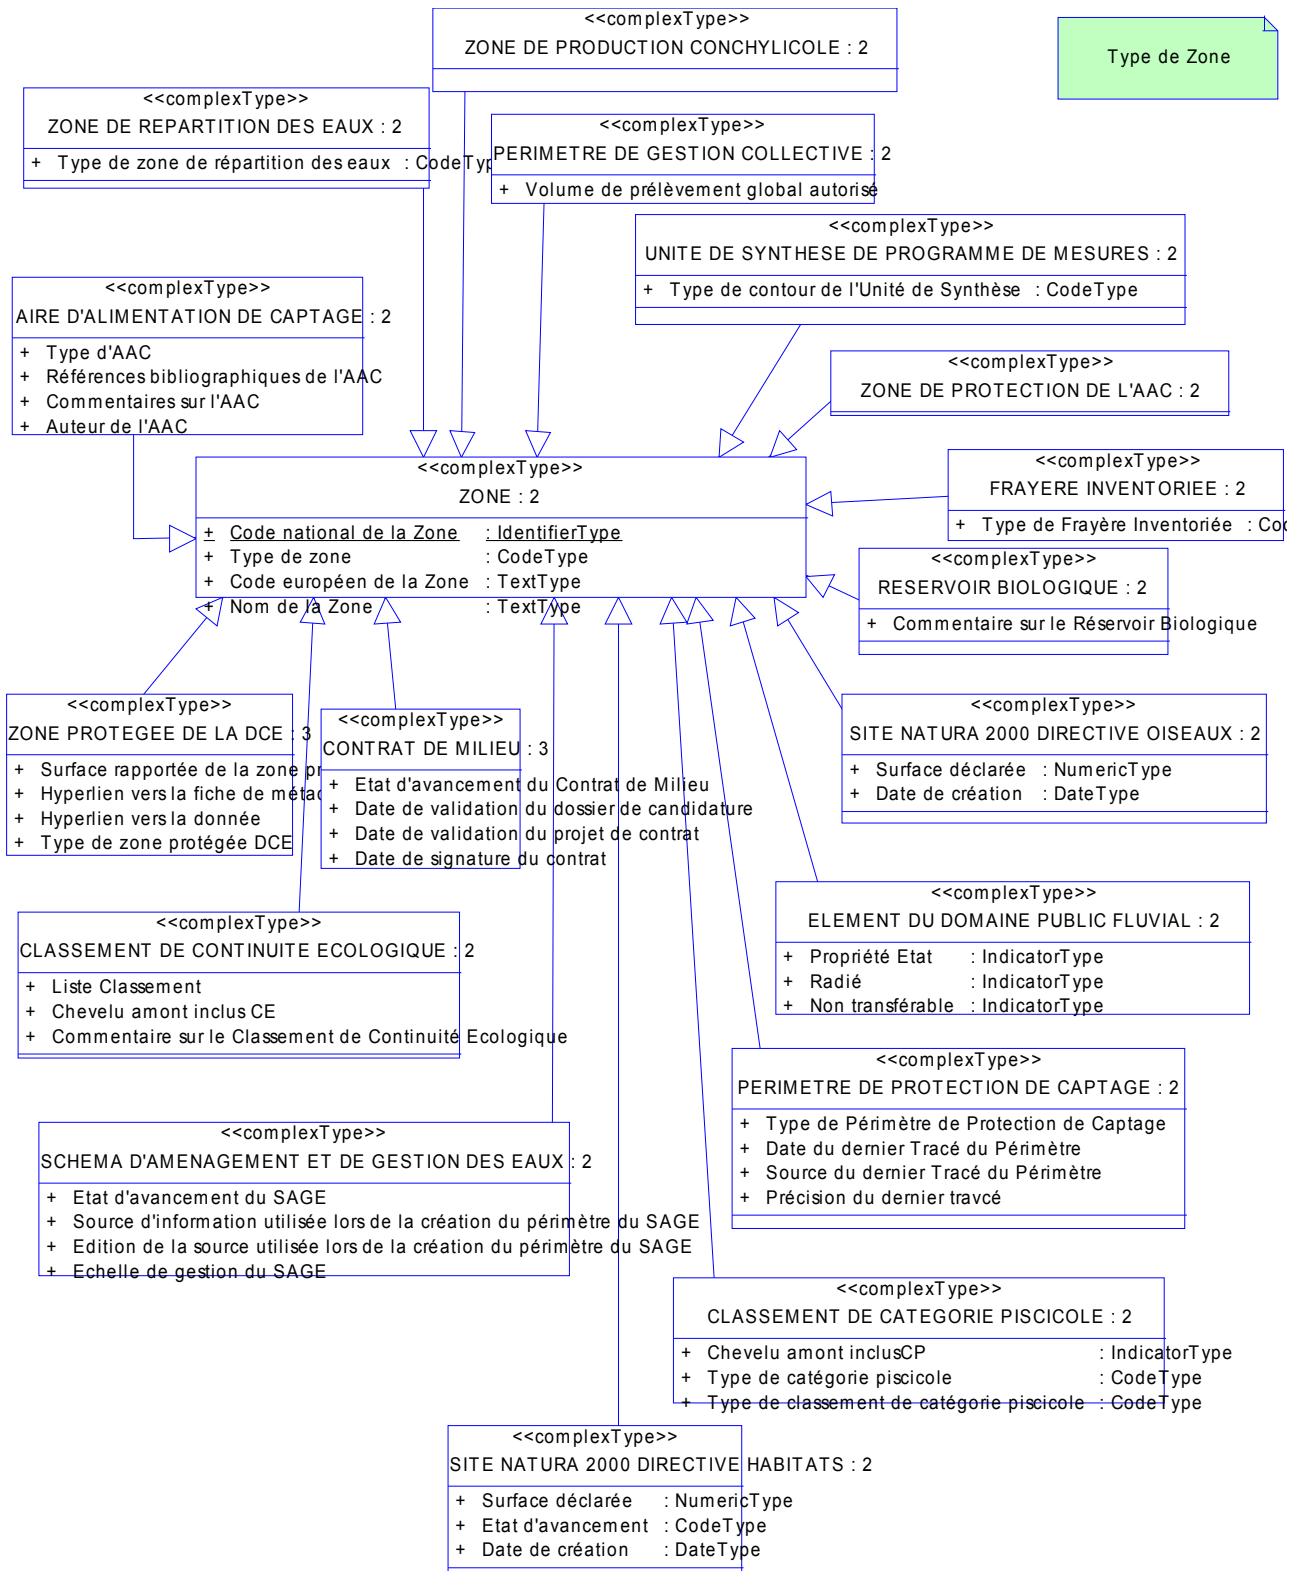 <<complexType>>
ZONE DE PRODUCTION CONCHYLICOLE : 2
Type de Zone
<<complexType>>
ZONE DE REPARTITION DES EAUX : 2
+ Type de zone de répartition des eaux : CodeTyp
<<complexType>>
PERIMETRE DE GESTION COLLECTIVE : 2
+ Volume de prélèvement global autorisé
<<complexType>>
UNITE DE SYNTHESE DE PROGRAMME DE MESURES : 2
+ Type de contour de l'Unité de Synthèse : CodeType
<<complexType>>
AIRE D'ALIMENTATION DE CAPTAGE : 2
+ Type d'AAC
+ Références bibliographiques de l'AAC
+ Commentaires sur l'AAC
+ Auteur de l'AAC
<<complexType>>
ZONE DE PROTECTION DE L'AAC : 2
<<complexType>>
ZONE : 2
+ Code national de la Zone : IdentifierType
+ Type de zone : CodeType
+ Code européen de la Zone : TextType
+ Nom de la Zone : TextType
<<complexType>>
FRAYERE INVENTORIEE : 2
+ Type de Frayère Inventoriée : Co
<<complexType>>
RESERVOIR BIOLOGIQUE : 2
+ Commentaire sur le Réservoir Biologique
<<complexType>>
ZONE PROTEGEE DE LA DCE : 3
+ Surface rapportée de la zone pr
+ Hyperlien vers la fiche de métad
+ Hyperlien vers la donnée
+ Type de zone protégée DCE
<<complexType>>
CONTRAT DE MILIEU : 3
+ Etat d'avancement du Contrat de Milieu
+ Date de validation du dossier de candidature
+ Date de validation du projet de contrat
+ Date de signature du contrat
<<complexType>>
SITE NATURA 2000 DIRECTIVE OISEAUX : 2
+ Surface déclarée : NumericType
+ Date de création : DateType
<<complexType>>
ELEMENT DU DOMAINE PUBLIC FLUVIAL : 2
+ Propriété Etat : IndicatorType
+ Radié : IndicatorType
+ Non transférable : IndicatorType
<<complexType>>
CLASSEMENT DE CONTINUITE ECOLOGIQUE : 2
+ Liste Classement
+ Chevelu amont inclus CE
+ Commentaire sur le Classement de Continuité Ecologique
<<complexType>>
PERIMETRE DE PROTECTION DE CAPTAGE : 2
+ Type de Périmètre de Protection de Captage
+ Date du dernier Tracé du Périmètre
+ Source du dernier Tracé du Périmètre
+ Précision du dernier travcé
<<complexType>>
SCHEMA D'AMENAGEMENT ET DE GESTION DES EAUX : 2
+ Etat d'avancement du SAGE
+ Source d'information utilisée lors de la création du périmètre du SAGE
+ Edition de la source utilisée lors de la création du périmètre du SAGE
+ Echelle de gestion du SAGE
<<complexType>>
CLASSEMENT DE CATEGORIE PISCICOLE : 2
+ Chevelu amont inclusCP : IndicatorType
+ Type de catégorie piscicole : CodeType
+ Type de classement de catégorie piscicole : CodeType
<<complexType>>
SITE NATURA 2000 DIRECTIVE HABITATS : 2
+ Surface déclarée : NumericType
+ Etat d'avancement : CodeType
+ Date de création : DateType